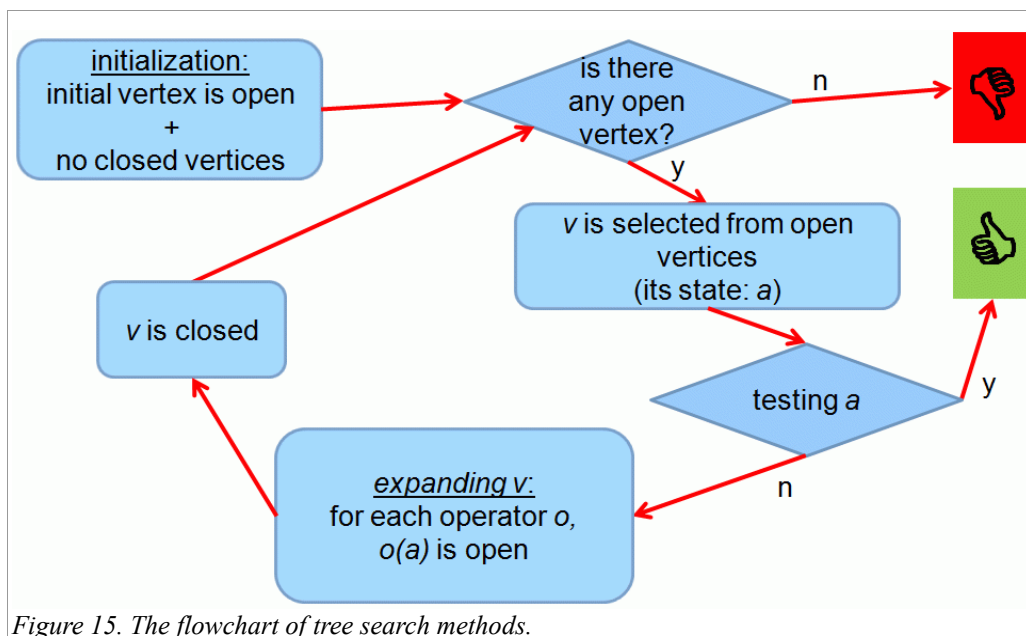 initialization:
initial vertex is open
+
no closed vertices
is there
any open
vertex?
n
y
v is selected from open
vertices
(its state: a)
testing a
y
n
expanding v:
for each operator o,
o(a) is open
v is closed
Figure 15. The flowchart of tree search methods.